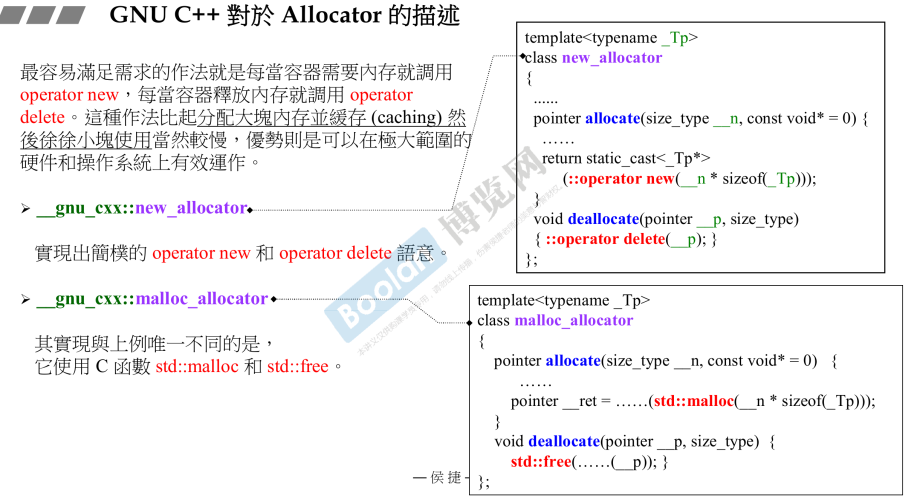 GNU C++ 對於 Allocator 的描述
最容易滿足需求的作法就是每當容器需要內存就調用
operator new，每當容器釋放內存就調用 operator
delete。這種作法比起分配大塊內存並緩存 (caching) 然
後徐徐小塊使用當然較慢，優勢則是可以在極大範圍的
硬件和操作系統上有效運作。
➢ __gnu_cxx::new_allocator
實現出簡樸的 operator new 和 operator delete 語意。
➢ __gnu_cxx::malloc_allocator
其實現與上例唯一不同的是，
它使用 C 函數 std::malloc 和 std::free。
template<typename _Tp>
class new_allocator
{
......
pointer allocate(size_type __n, const void* = 0) {
……
return static_cast<_Tp*>
(::operator new(__n * sizeof(_Tp)));
}
void deallocate(pointer __p, size_type)
{ ::operator delete(__p); }
};
template<typename _Tp>
class malloc_allocator
{
pointer allocate(size_type __n, const void* = 0) {
……
pointer __ret = ……(std::malloc(__n * sizeof(_Tp)));
}
void deallocate(pointer __p, size_type) {
std::free(……(__p)); }
};
Boolan 博览网
— 侯捷 —